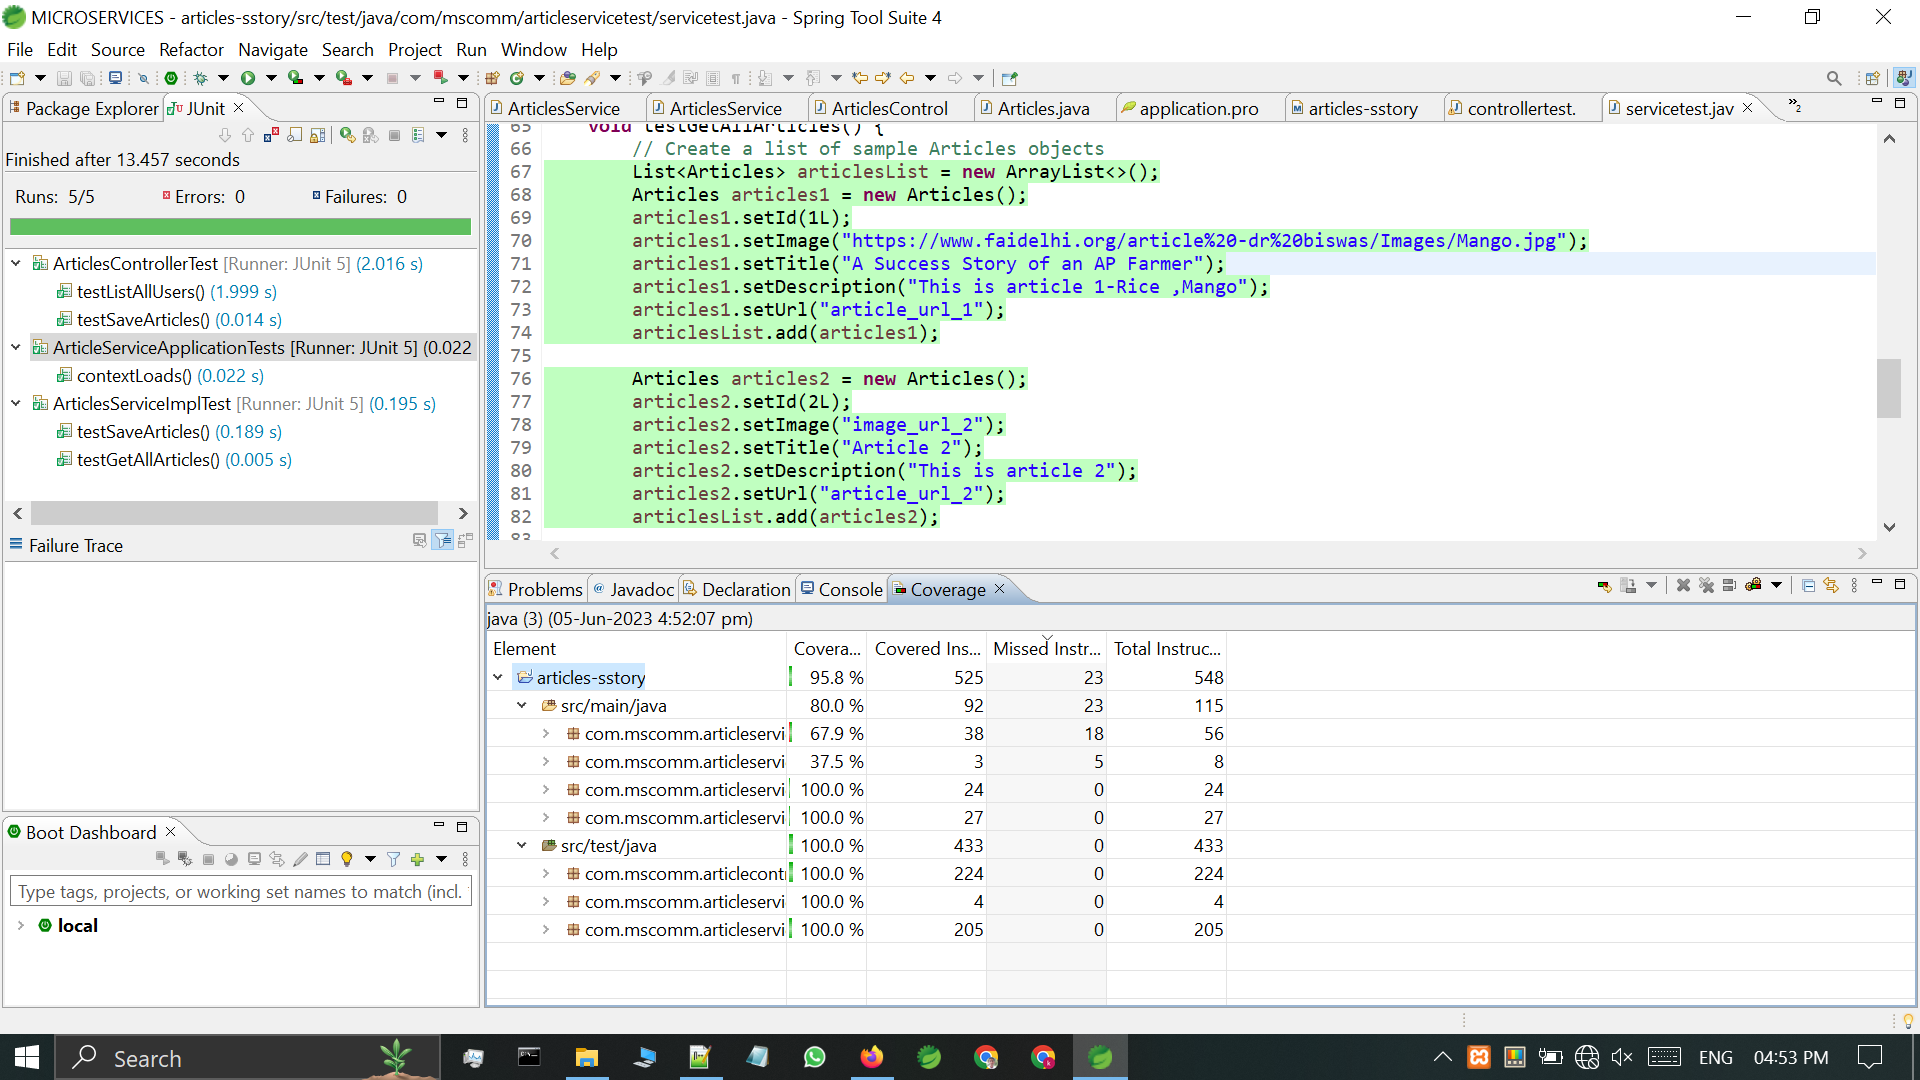 MICROSERVICES - articles-sstory/src/test/java/com/mscomm/articleservicetest/servicetest.java - Spring Tool Suite 4
File Edit Source Refactor Navigate Search Project Run Window Help
Package Explorer JUnit
Finished after 13.457 seconds
Runs: 5/5 Errors: 0 Failures: 0
ArticlesControllerTest [Runner: JUnit 5] (2.016 s)
testListAllUsers() (1.999 s)
testSaveArticles() (0.014 s)
ArticleServiceApplicationTests [Runner: JUnit 5] (0.022
contextLoads() (0.022 s)
ArticlesServiceImplTest [Runner: JUnit 5] (0.195 s)
testSaveArticles() (0.189 s)
testGetAllArticles() (0.005 s)
Failure Trace
Boot Dashboard
Type tags, projects, or working set names to match (incl.
local
ArticlesService ArticlesService ArticlesControl Articles.java application.pro articles-sstory controllertest. servicetest.jav »2
65 void testGetAllArticles() {
66 // Create a list of sample Articles objects
67 List<Articles> articlesList = new ArrayList<>();
68 Articles articles1 = new Articles();
69 articles1.setId(1L);
70 articles1.setImage("https://www.faidelhi.org/article%20-dr%20biswas/Images/Mango.jpg");
71 articles1.setTitle("A Success Story of an AP Farmer");
72 articles1.setDescription("This is article 1-Rice ,Mango");
73 articles1.setUrl("article_url_1");
74 articlesList.add(articles1);
75
76 Articles articles2 = new Articles();
77 articles2.setId(2L);
78 articles2.setImage("image_url_2");
79 articles2.setTitle("Article 2");
80 articles2.setDescription("This is article 2");
81 articles2.setUrl("article_url_2");
82 articlesList.add(articles2);
83
Problems Javadoc Declaration Console Coverage
java (3) (05-Jun-2023 4:52:07 pm)
Element Covera... Covered Ins... Missed Instr... Total Instruc...
articles-sstory 95.8 % 525 23 548
src/main/java 80.0 % 92 23 115
com.mscomm.articleservi 67.9 % 38 18 56
com.mscomm.articleservi 37.5 % 3 5 8
com.mscomm.articleservi 100.0 % 24 0 24
com.mscomm.articleservi 100.0 % 27 0 27
src/test/java 100.0 % 433 0 433
com.mscomm.articlecont 100.0 % 224 0 224
com.mscomm.articleservi 100.0 % 4 0 4
com.mscomm.articleservi 100.0 % 205 0 205
Search
ENG 04:53 PM